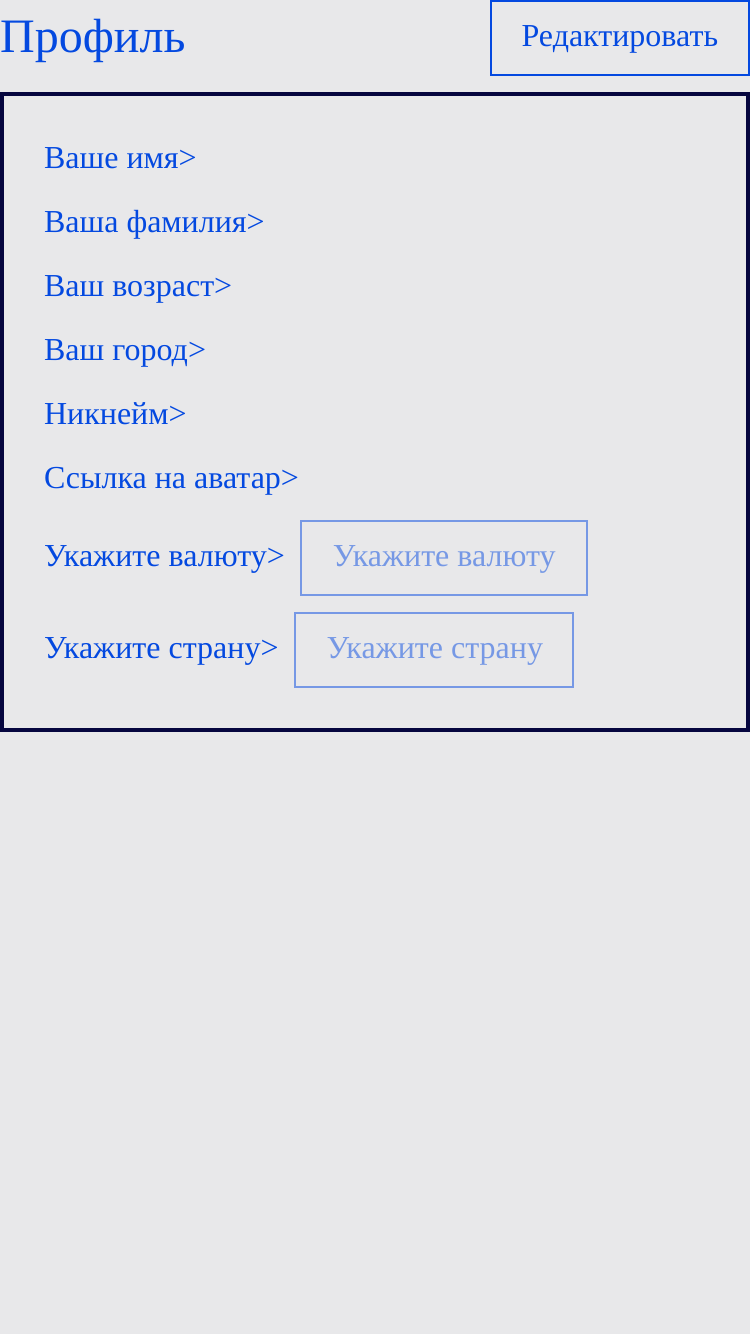 Профиль
Редактировать
Ваше имя>
Ваша фамилия>
Ваш возраст>
Ваш город>
Никнейм>
Ссылка на аватар>
Укажите валюту> Укажите валюту
Укажите страну> Укажите страну